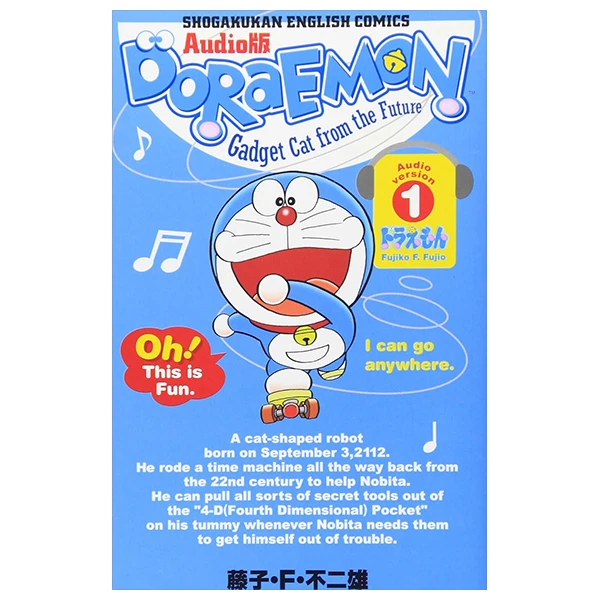 SHOGAKUKAN ENGLISH COMICS
Audio版
DORAEMON
TM
Gadget Cat from the Future
Audio
version
1
ドラえもん
Fujiko F. Fujio
Oh!
This is
Fun.
I can go
anywhere.
A cat-shaped robot
born on September 3,2112.
He rode a time machine all the way back from
the 22nd century to help Nobita.
He can pull all sorts of secret tools out of
the "4-D(Fourth Dimensional) Pocket"
on his tummy whenever Nobita needs them
to get himself out of trouble.
藤子・F・不二雄